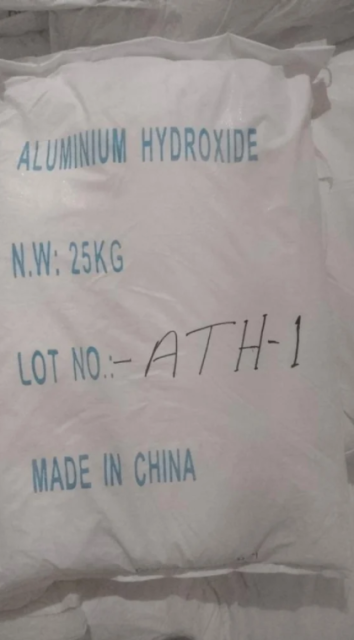 ALUMINIUM HYDROXIDE
N.W: 25KG
LOT NO.:-ATH-1
MADE IN CHINA